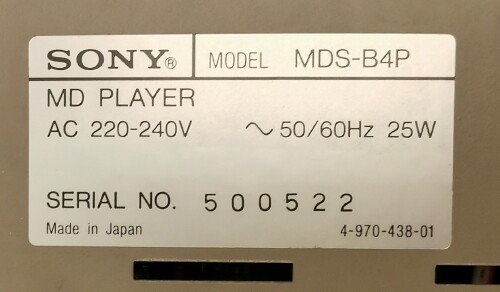 SONY® MODEL MDS-B4P
MD PLAYER
AC 220-240V ~ 50/60Hz 25W
SERIAL NO. 500522
Made in Japan 4-970-438-01